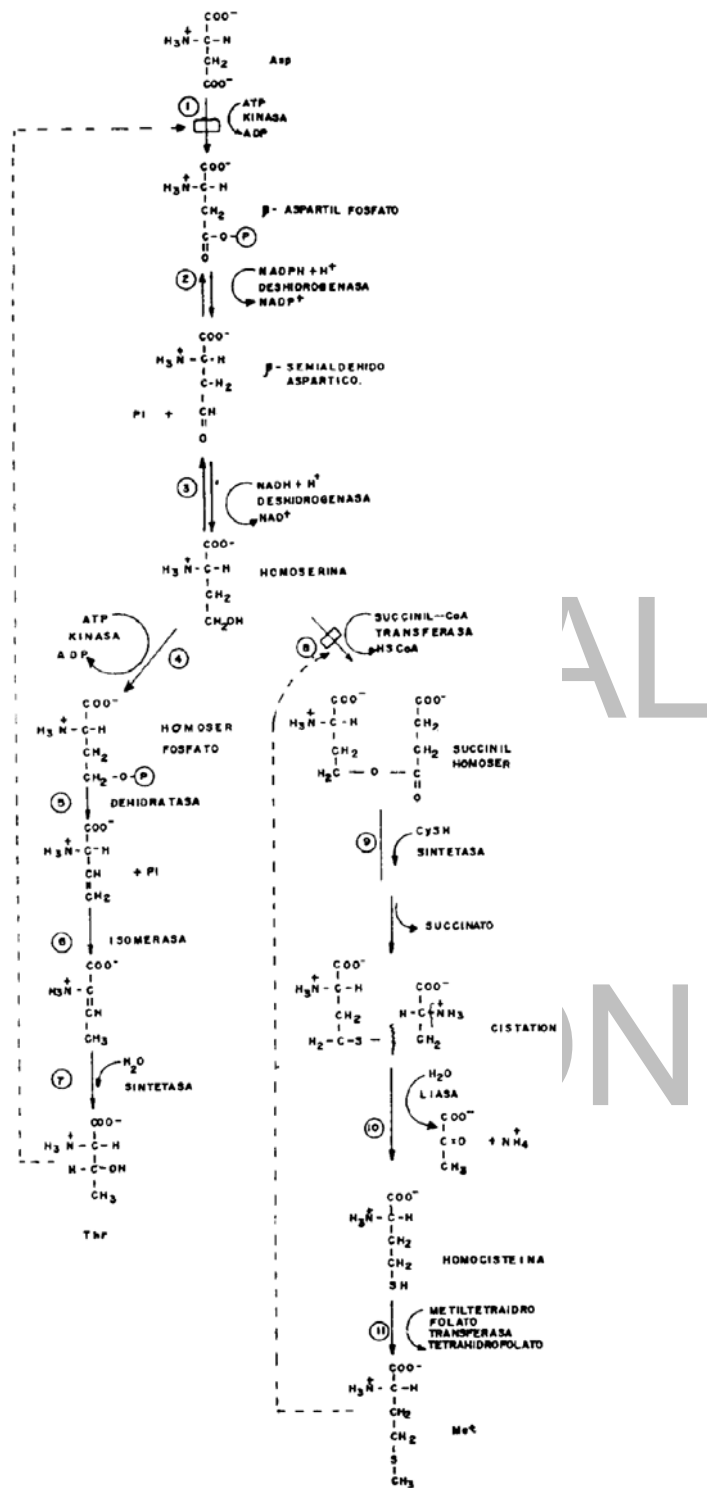 COO⁻
H₃N⁺-C-H
CH₂
COO⁻
Asp
1
ATP
KINASA
ADP
COO⁻
H₃N⁺-C-H
CH₂
C-O-P
O
β- ASPARTIL FOSFATO
2
NADPH + H⁺
DESHIDROGENASA
NADP⁺
COO⁻
H₃N⁺-C-H
C-H₂
CH
O
PI +
β- SEMIALDEHIDO
ASPARTICO.
3
NADH + H⁺
DESHIDROGENASA
NAD⁺
COO⁻
H₃N⁺-C-H
CH₂
CH₂OH
HOMOSERINA
ATP
KINASA
ADP
4
COO⁻
H₃N⁺-C-H
CH₂
CH₂-O-P
HOMOSER
FOSFATO
5
DEHIDRATASA
COO⁻
H₃N⁺-C-H
CH
CH₂
+ PI
6
ISOMERASA
COO⁻
H₃N⁺-C
CH
CH₃
7
H₂O
SINTETASA
COO⁻
H₃N⁺-C-H
H-C-OH
CH₃
Thr
8
SUCCINIL--CoA
TRANSFERASA
HSCoA
COO⁻ COO⁻
H₃N⁺-C-H CH₂
CH₂ CH₂
H₂C - O - C
O
SUCCINIL
HOMOSER
9
CySH
SINTETASA
SUCCINATO
COO⁻ COO⁻
H₃N⁺-C-H H-C-NH₃⁺
CH₂ CH₂
H₂-C-S-
CISTATION
10
H₂O
LIASA
COO⁻
C=O + NH₄⁺
CH₃
COO⁻
H₃N⁺-C-H
CH₂
CH₂
SH
HOMOCISTEINA
11
METILTETRAIDRO
FOLATO
TRANSFERASA
TETRAHIDROFOLATO
COO⁻
H₃N⁺-C-H
CH₂
CH₂
S
CH₃
Met
AL
ON